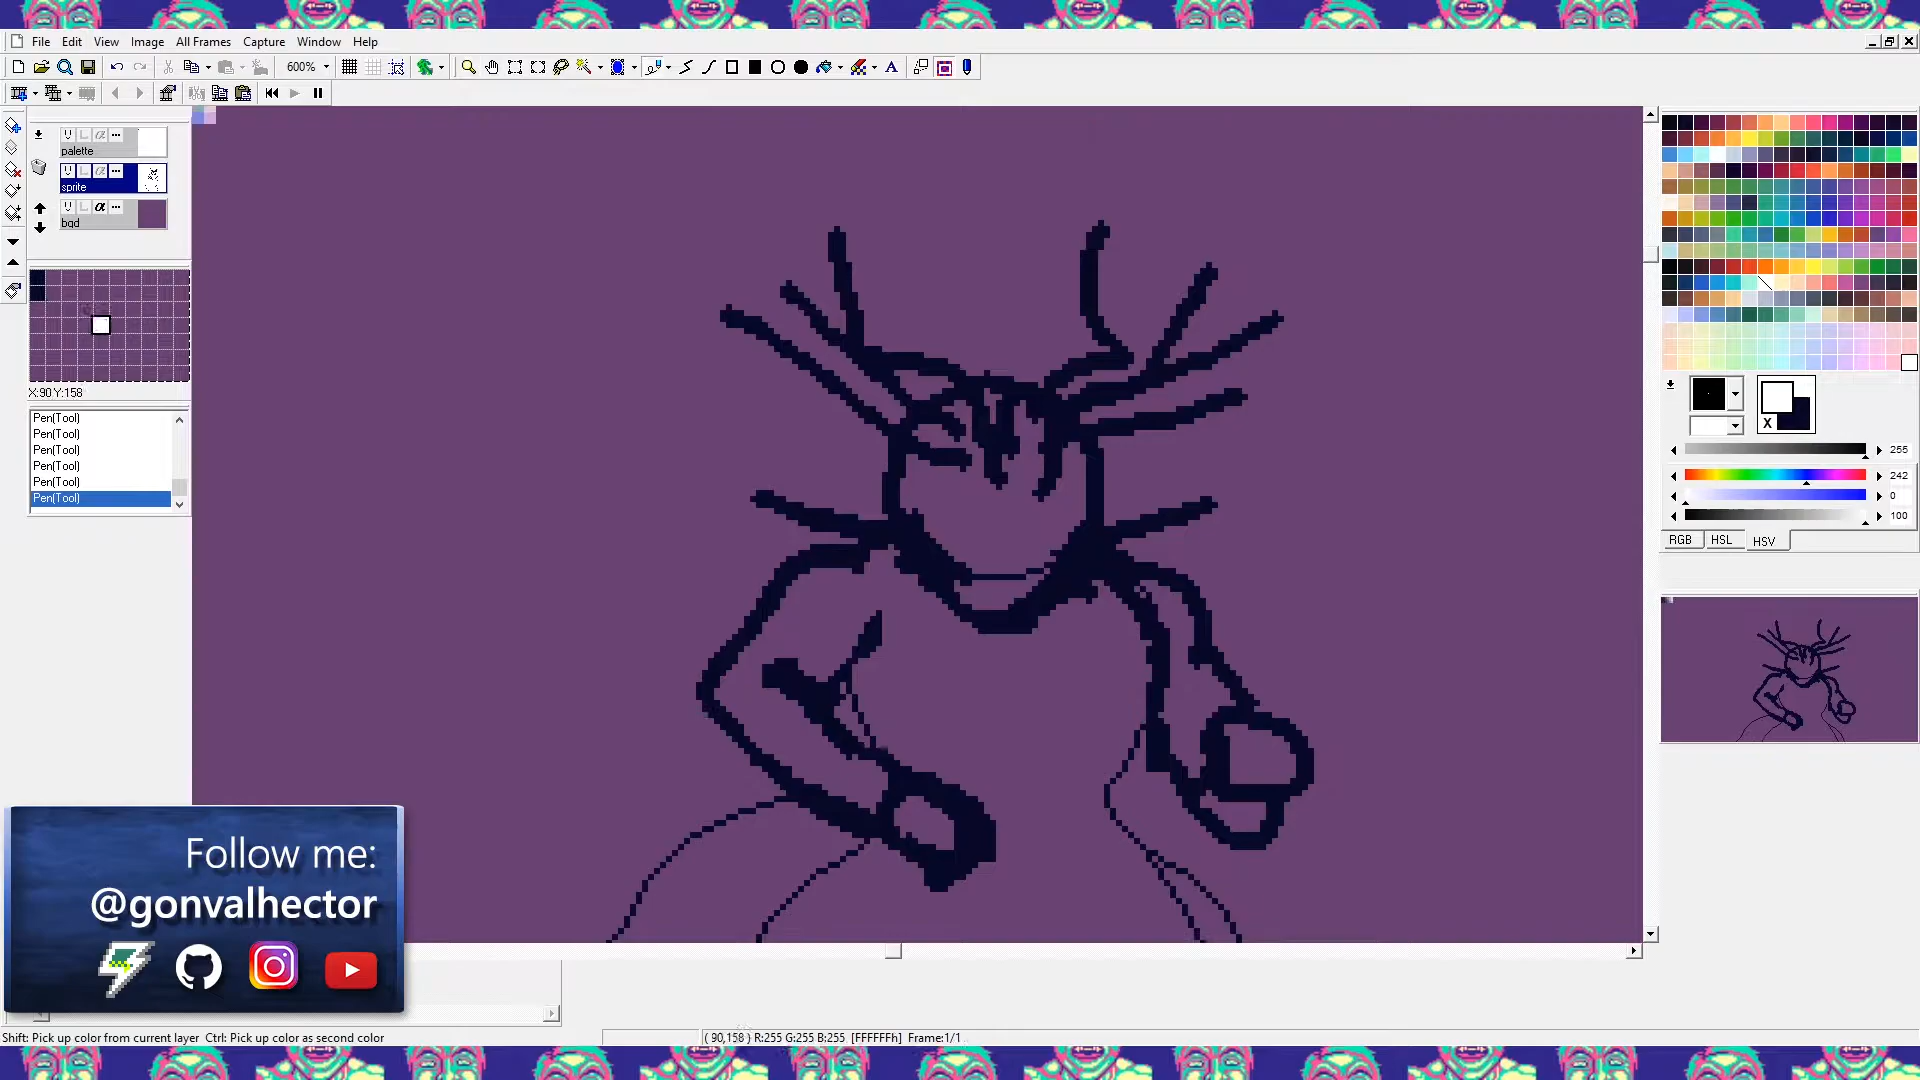 File Edit View Image All Frames Capture Window Help
600%
A
palette
sprite
bgd
X:90 Y:158
Pen(Tool)
Pen(Tool)
Pen(Tool)
Pen(Tool)
Pen(Tool)
Pen(Tool)
X
255
242
0
100
RGB HSL HSV
Follow me:
@gonvalhector
Shift: Pick up color from current layer Ctrl: Pick up color as second color
( 90,158 ) R:255 G:255 B:255 [FFFFFFh] Frame:1/1